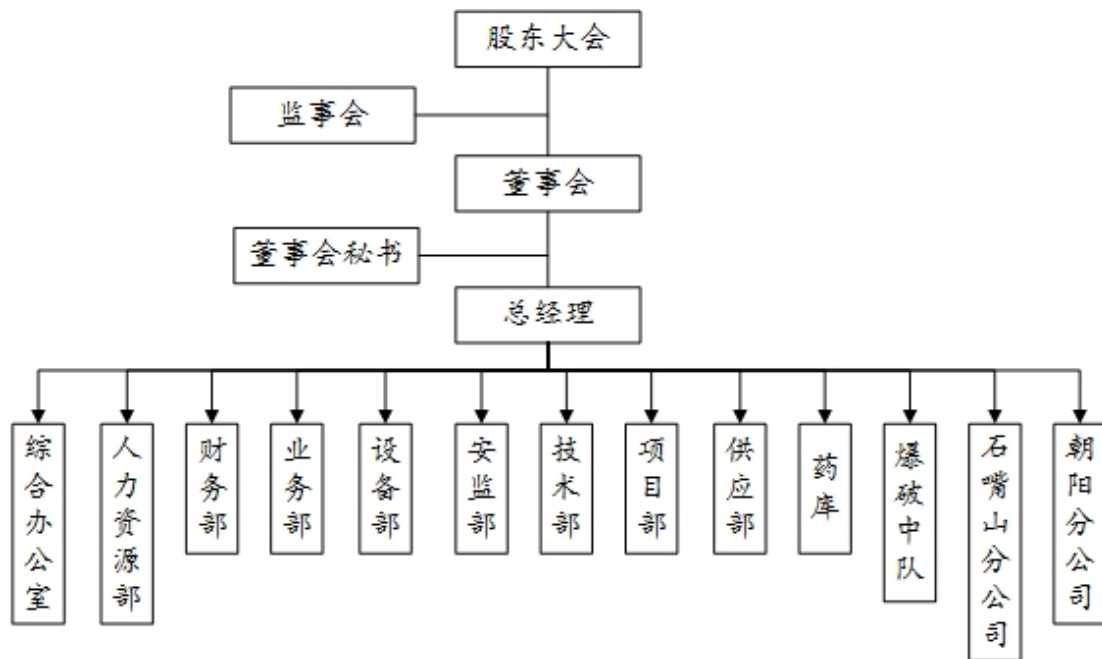 股东大会
监事会
董事会
董事会秘书
总经理
综合办公室
人力资源部
财务部
业务部
设备部
安监部
技术部
项目部
供应部
药库
爆破中队
石嘴山分公司
朝阳分公司